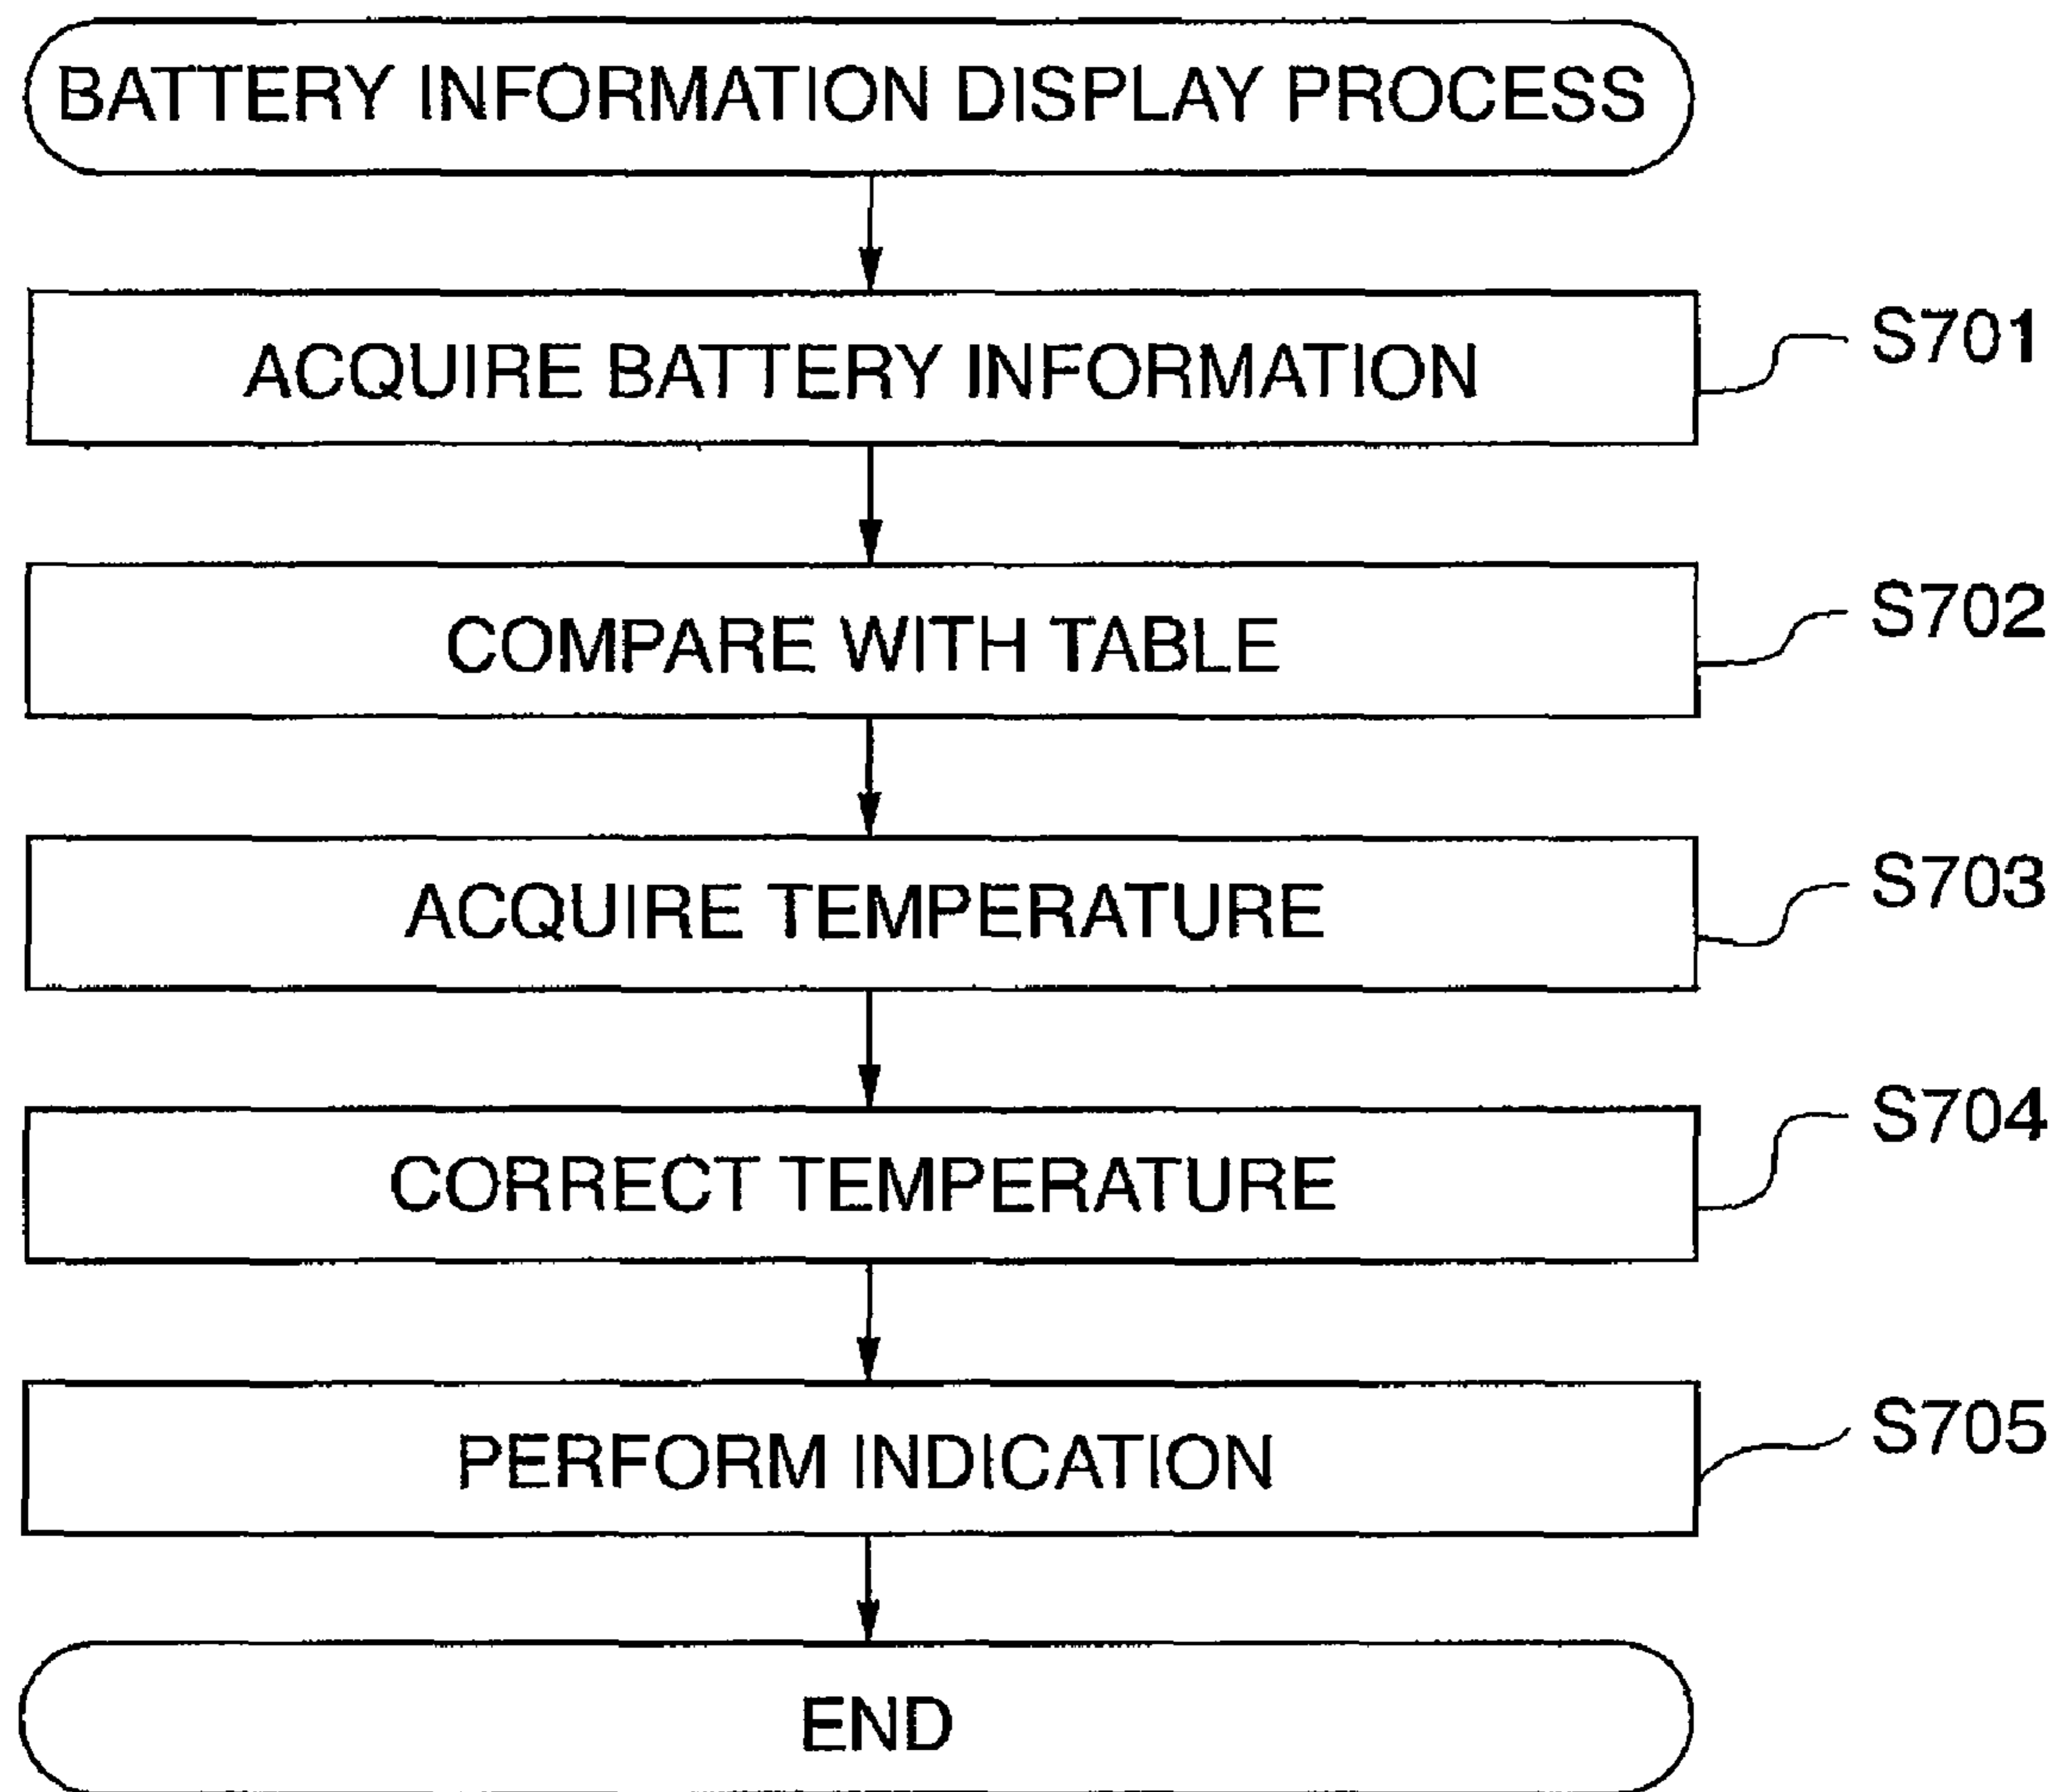 BATTERY INFORMATION DISPLAY PROCESS
ACQUIRE BATTERY INFORMATION
S701
COMPARE WITH TABLE
S702
ACQUIRE TEMPERATURE
S703
CORRECT TEMPERATURE
S704
PERFORM INDICATION
S705
END